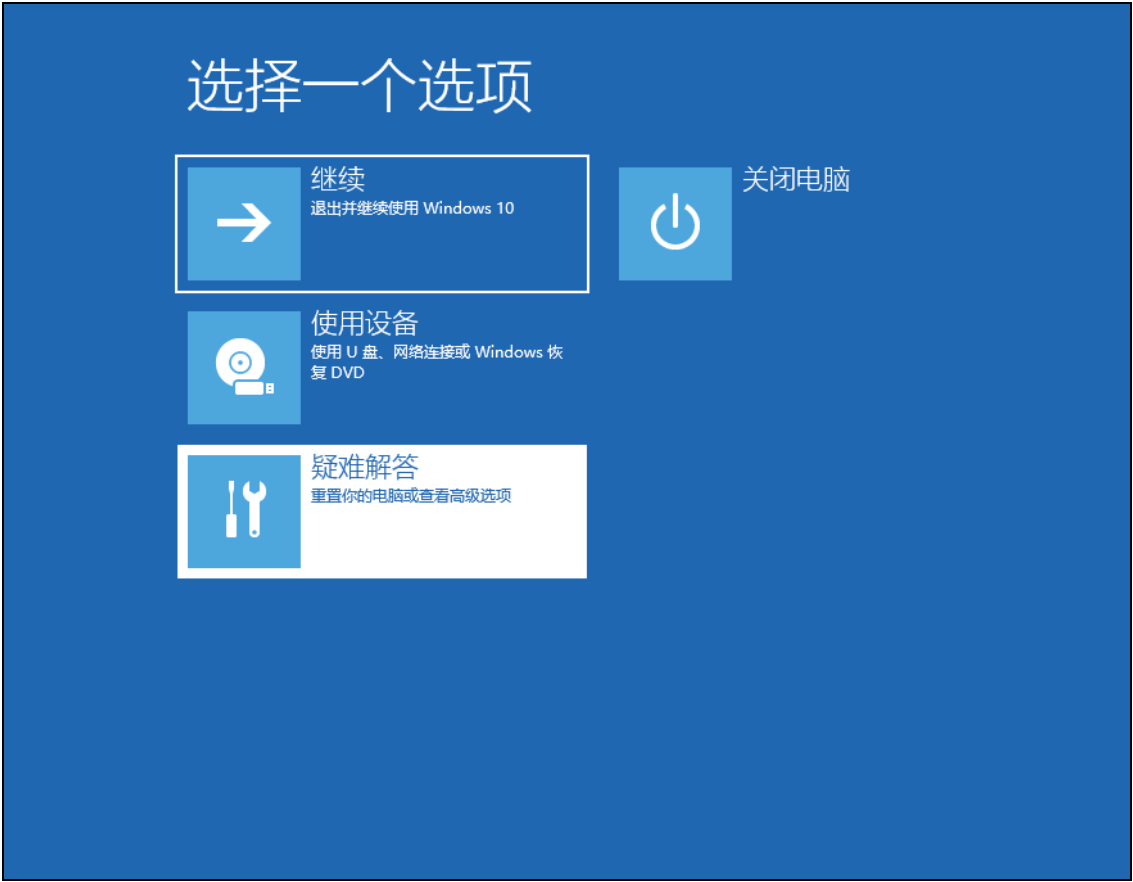 选择一个选项
继续
退出并继续使用 Windows 10
关闭电脑
使用设备
使用 U 盘、网络连接或 Windows 恢
复 DVD
疑难解答
重置你的电脑或查看高级选项